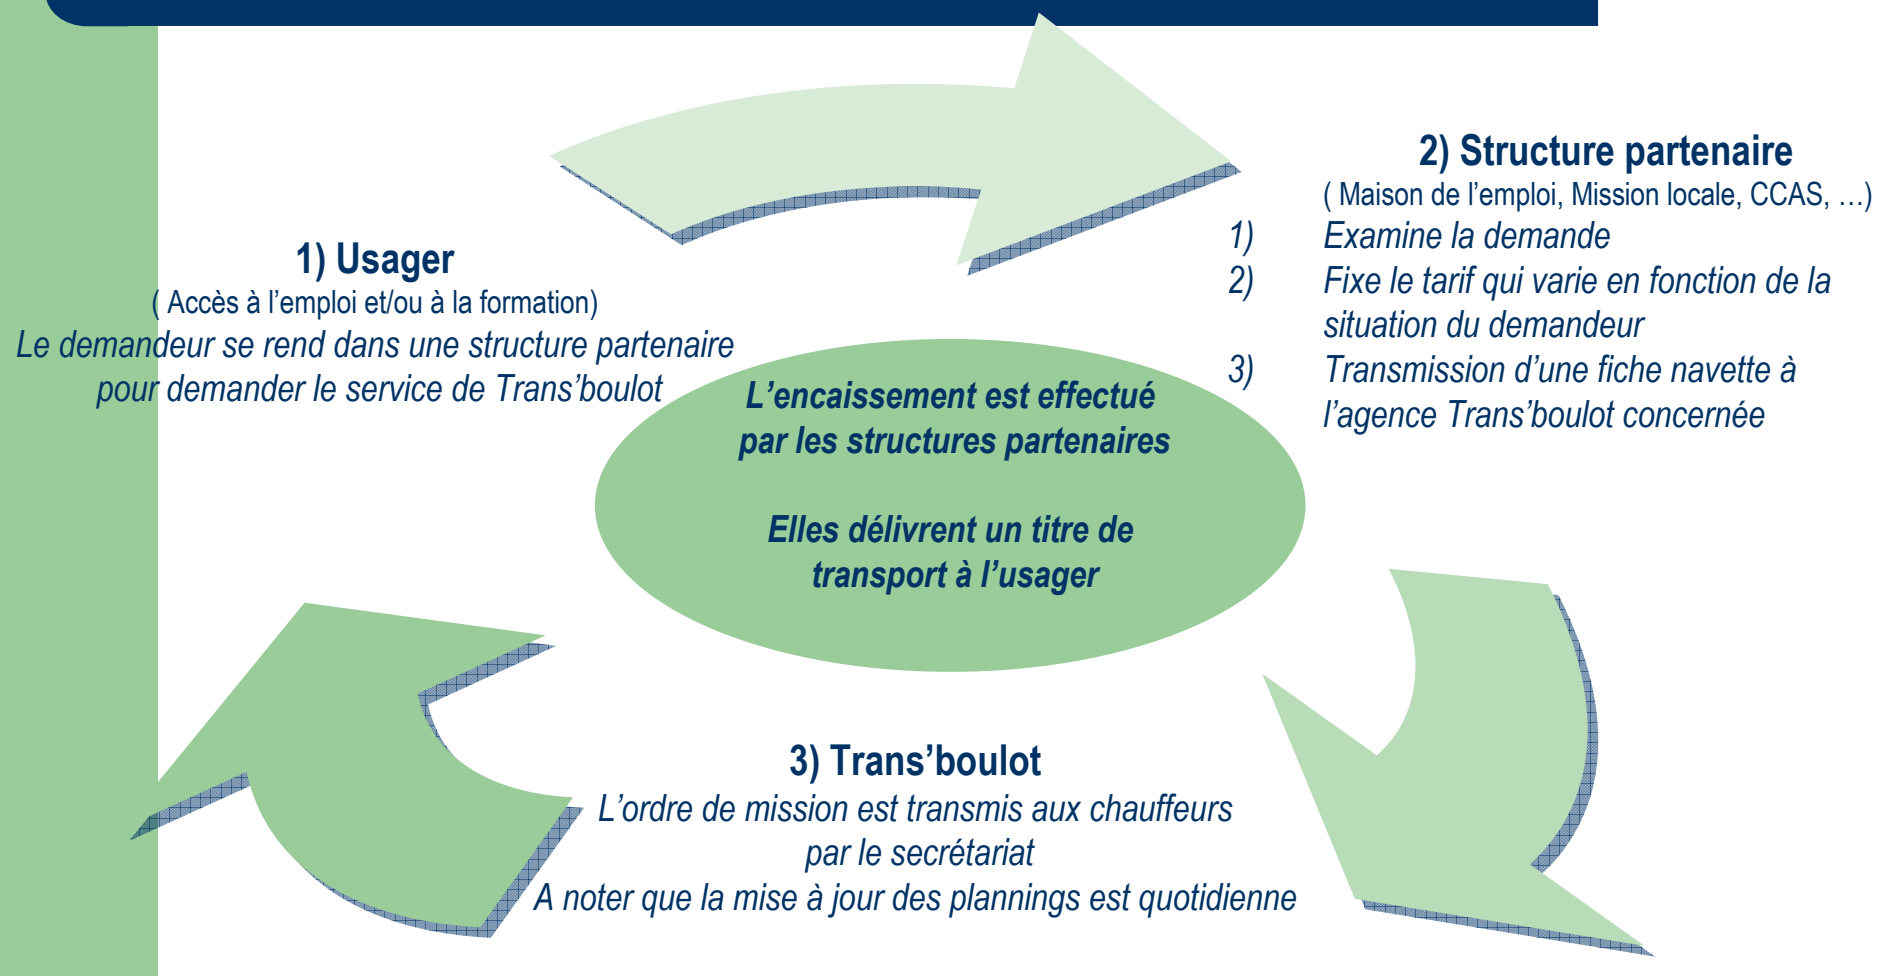 1) Usager
( Accès à l’emploi et/ou à la formation)
Le demandeur se rend dans une structure partenaire
pour demander le service de Trans’boulot
2) Structure partenaire
( Maison de l’emploi, Mission locale, CCAS, …)
1) Examine la demande
2) Fixe le tarif qui varie en fonction de la
situation du demandeur
3) Transmission d’une fiche navette à
l’agence Trans’boulot concernée
L’encaissement est effectué
par les structures partenaires
Elles délivrent un titre de
transport à l’usager
3) Trans’boulot
L’ordre de mission est transmis aux chauffeurs
par le secrétariat
A noter que la mise à jour des plannings est quotidienne